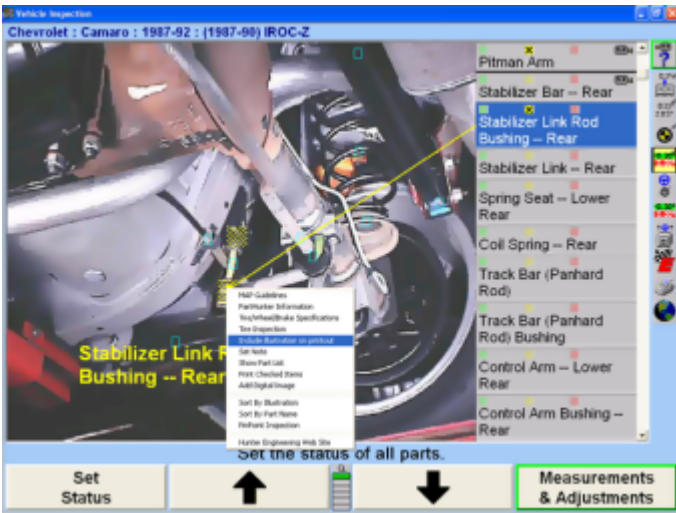 Vehicle Inspection
Chevrolet : Camaro : 1987-92 : (1987-90) IROC-Z
Pitman Arm
Stabilizer Bar -- Rear
Stabilizer Link Rod
Bushing -- Rear
Stabilizer Link -- Rear
Spring Seat -- Lower
Rear
Coil Spring -- Rear
Track Bar (Panhard
Rod)
Track Bar (Panhard
Rod) Bushing
Control Arm -- Lower
Rear
Control Arm Bushing --
Rear
MAP Guidelines
PartMurker Information
Tire/Wheel/Brake Specifications
Tire Inspection
Include illustration on printout
Set Note
Show Part List
Print Checked Items
Add Digital Image
Sort By Illustration
Sort By Part Name
PinPoint Inspection
Hunter Engineering Web Site
Stabilizer Link R
Bushing -- Rear
Set the status of all parts.
Set
Status
Measurements
& Adjustments